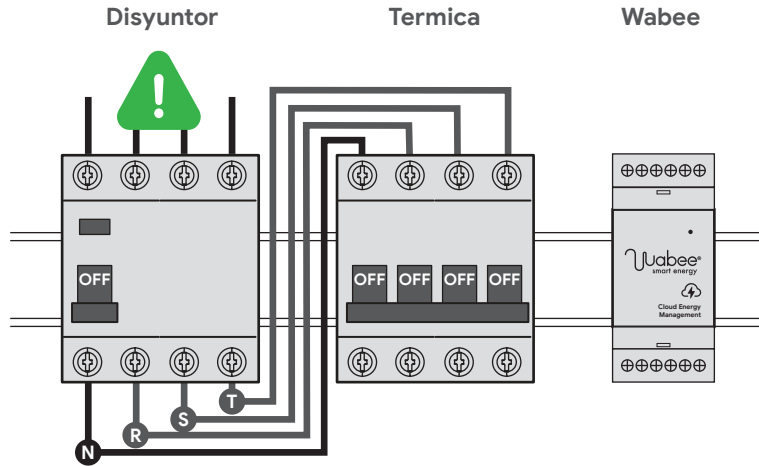 Disyuntor
Termica
Wabee
!
OFF
OFF
OFF
OFF
OFF
wabee®
smart energy
Cloud Energy
Management
T
S
R
N